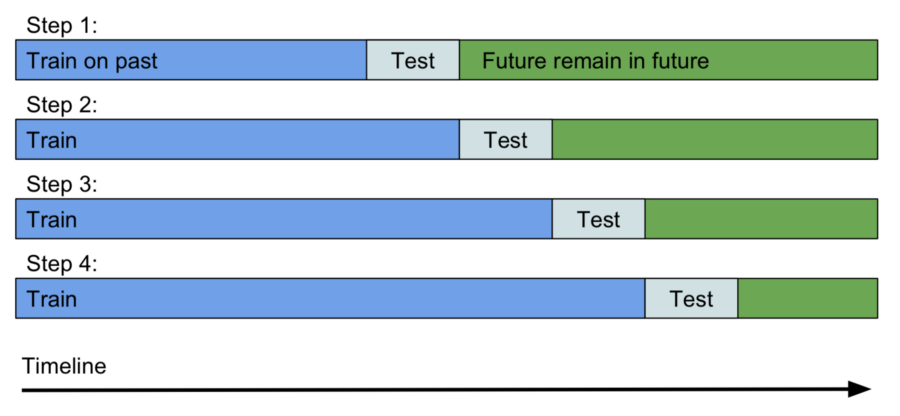 Step 1:
Train on past Test Future remain in future
Step 2:
Train Test
Step 3:
Train Test
Step 4:
Train Test
Timeline